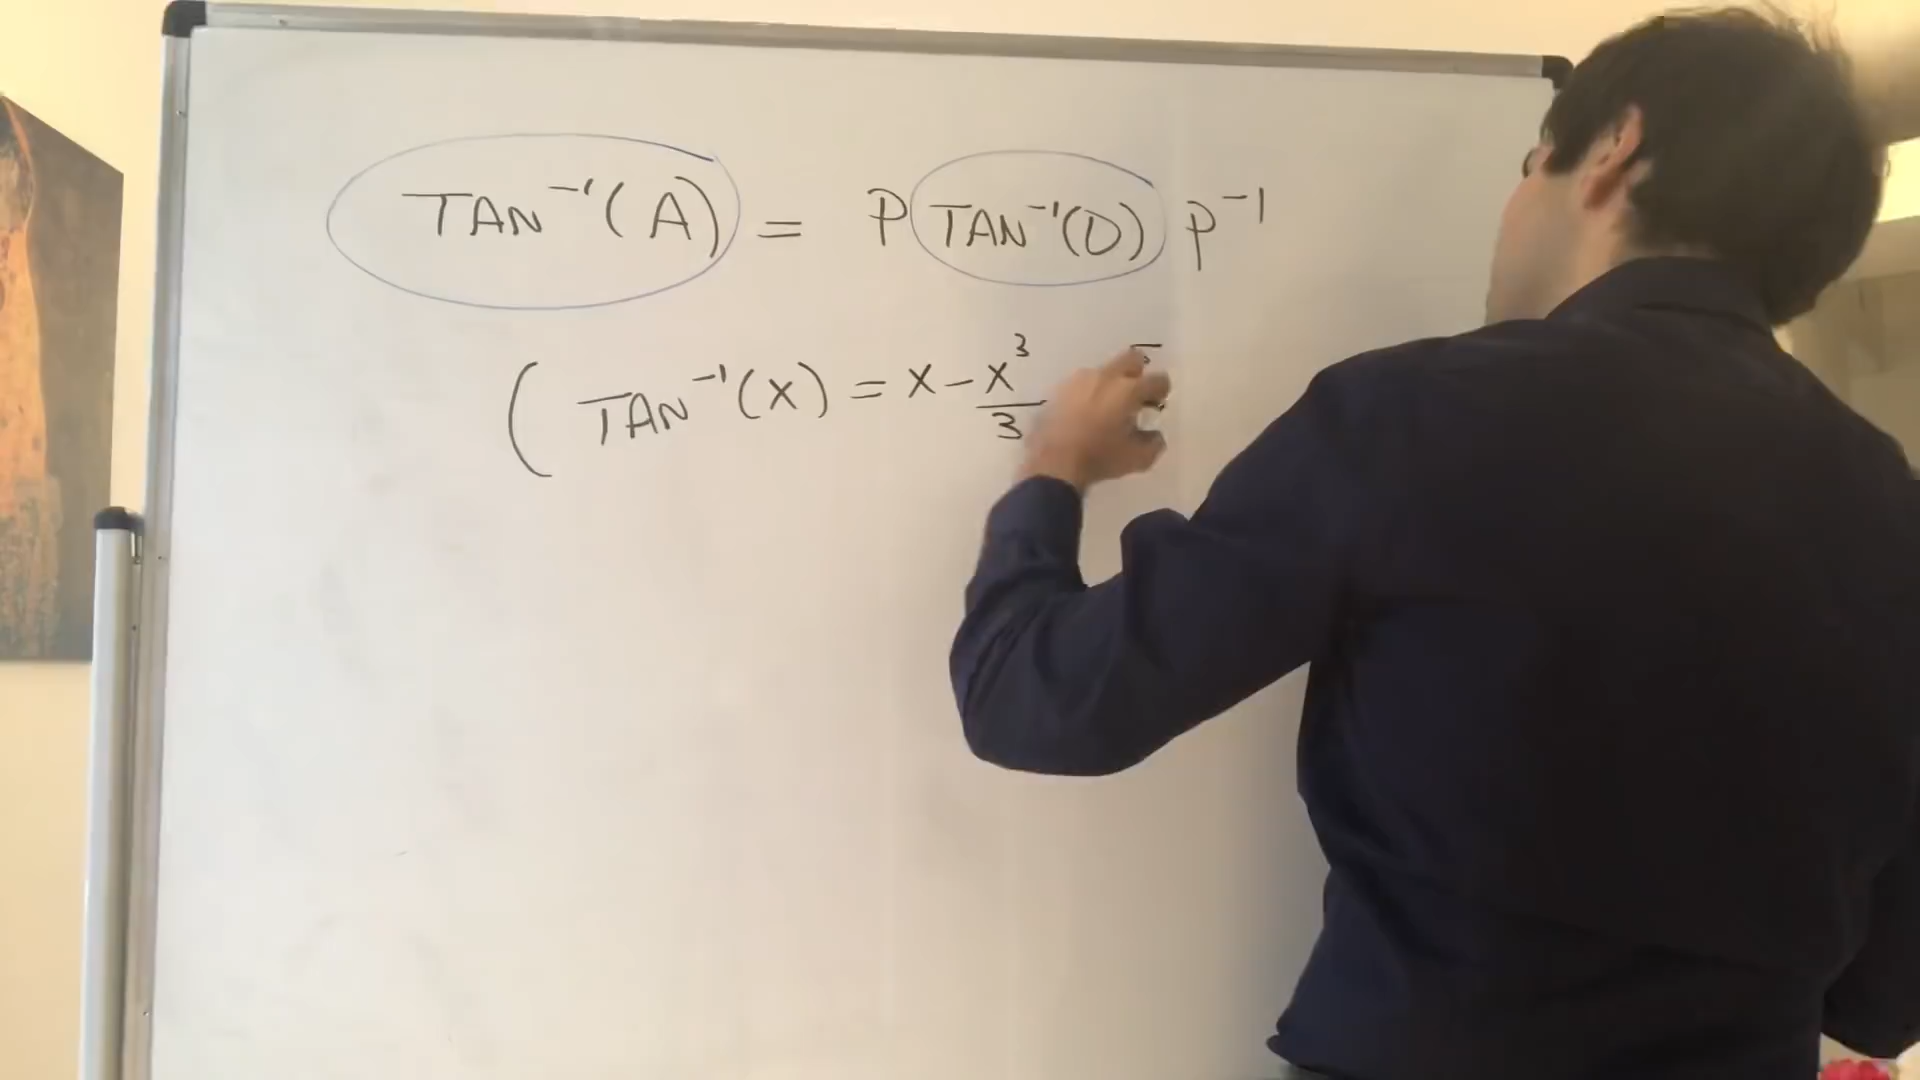 TAN⁻¹(A) = P TAN⁻¹(D) P⁻¹
( TAN⁻¹(x) = x - x³/3